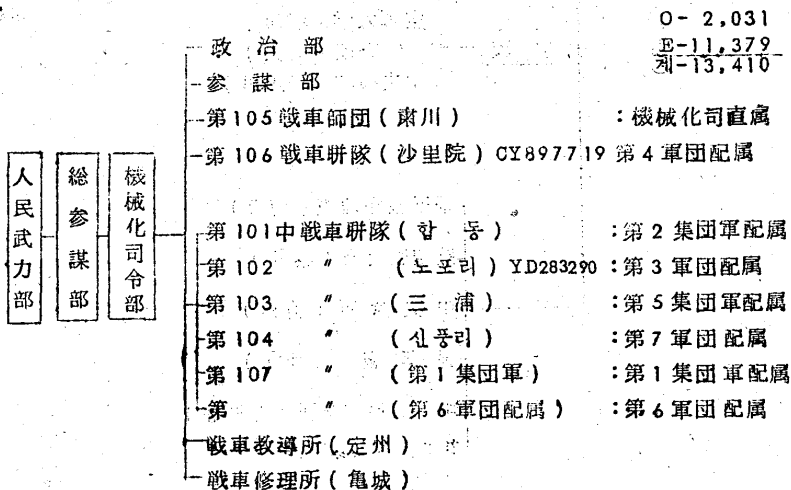 O- 2,031
E-11,379
계-13,410
人民武力部
総参謀部
機械化司令部
政治部
参謀部
第105戦車師団(肅川) :機械化司直属
第106戦車聯隊(沙里院) CY897719 第4軍団配属
第101中戦車聯隊(합동) :第2集団軍配属
第102 〃 (노포리) YD283290 :第3軍団配属
第103 〃 (三浦) :第5集団軍配属
第104 〃 (신풍리) :第7軍団配属
第107 〃 (第1集団軍) :第1集団軍配属
第 〃 (第6軍団配属) :第6軍団配属
戦車教導所(定州)
戦車修理所(亀城)